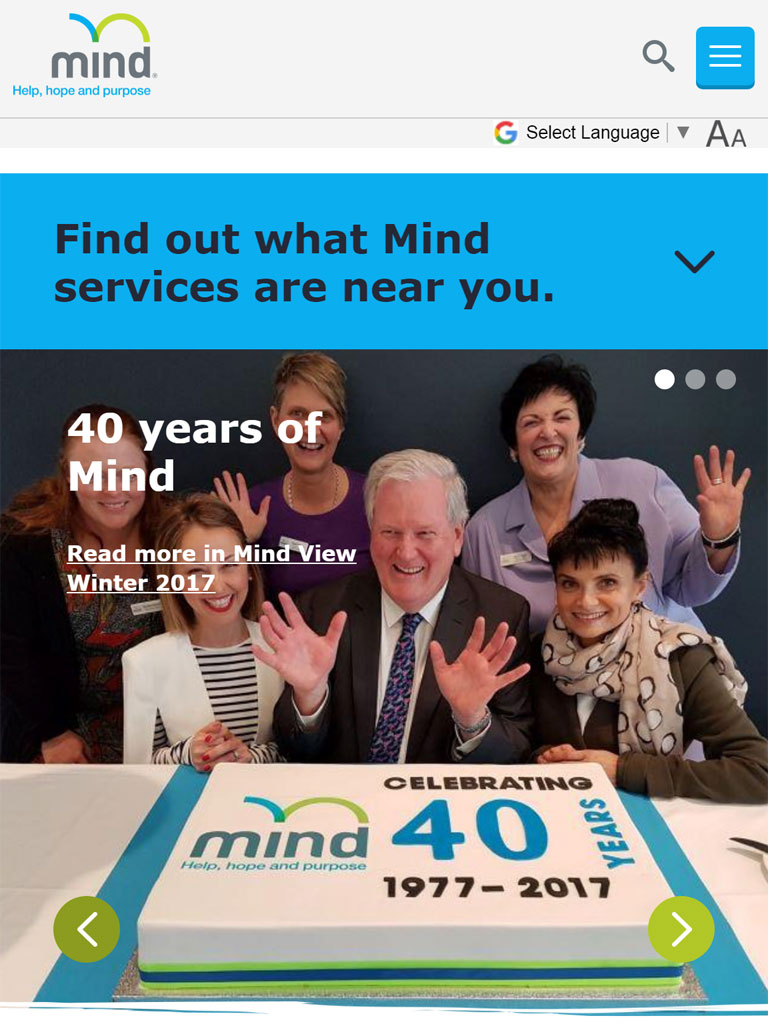 mind®
Help, hope and purpose
Select Language
AA
Find out what Mind
services are near you.
40 years of
Mind
Read more in Mind View
Winter 2017
CELEBRATING
mind
40
YEARS
Help, hope and purpose
1977-2017